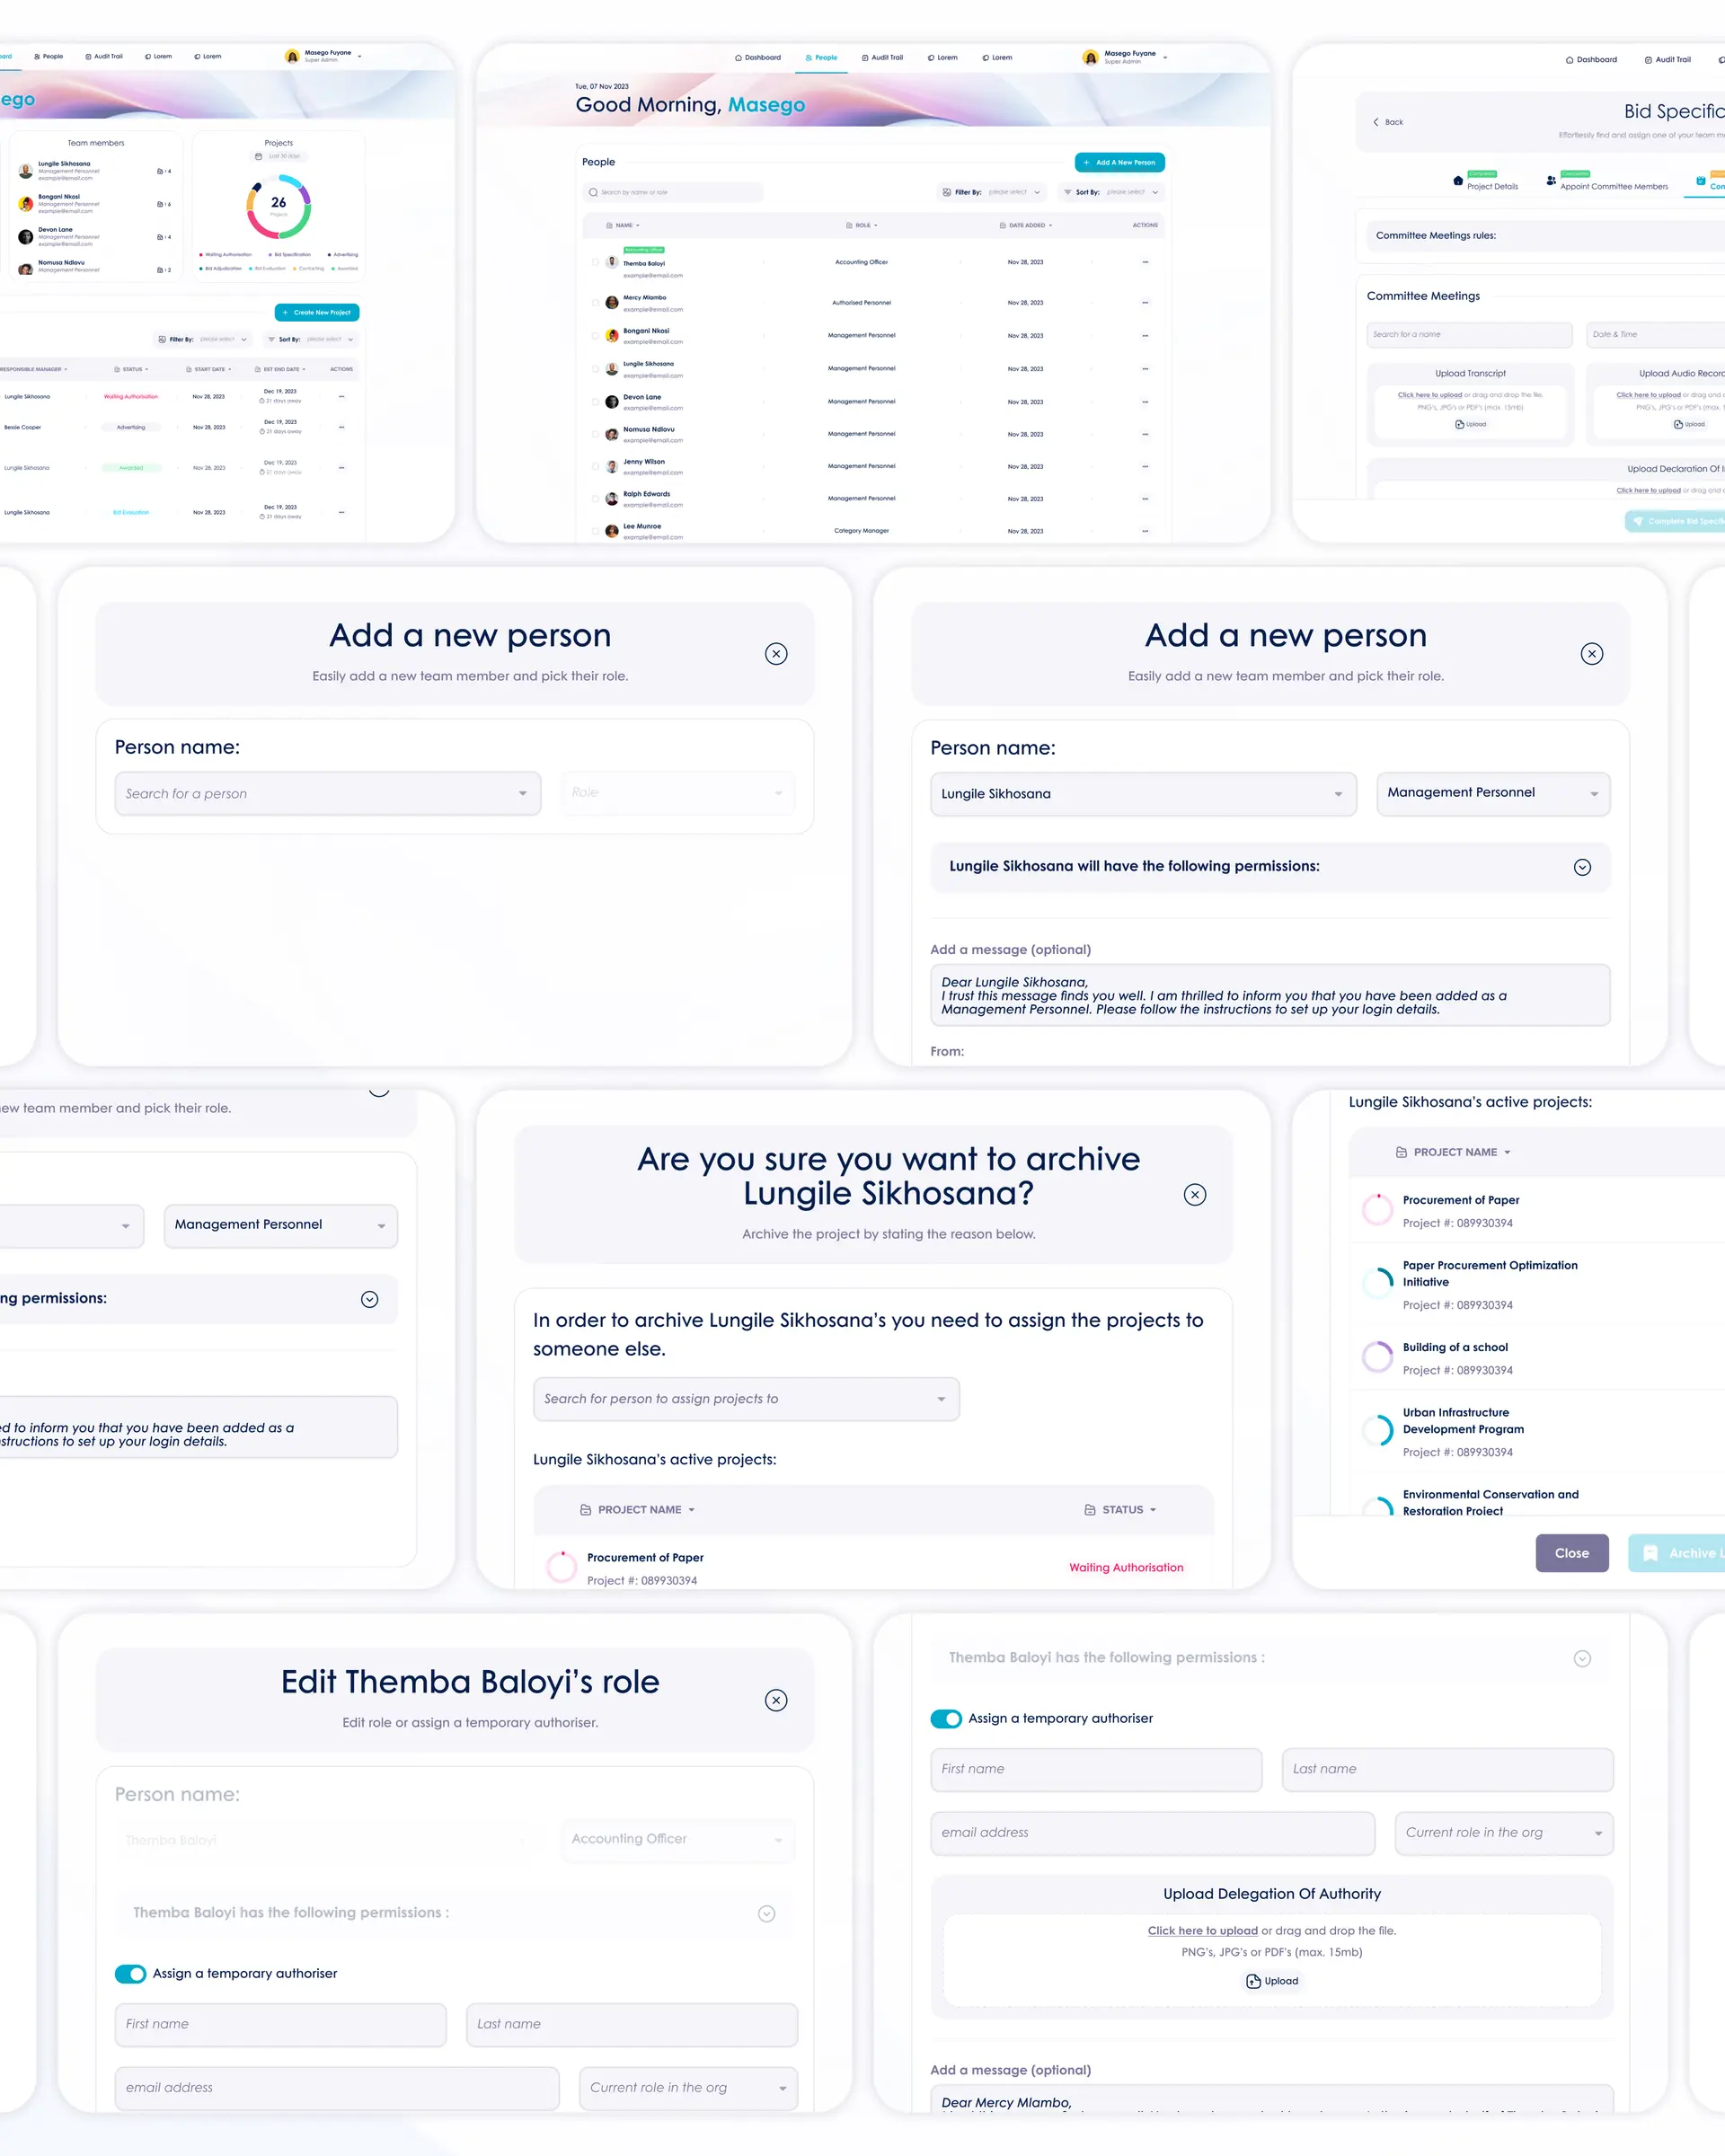 oard
People
Audit Trail
Lorem
Lorem
Masego Fuyane
Super Admin
ego
Team members
Lungile Sikhosana
Management Personnel
example@email.com
: 4
Bongani Nkosi
Management Personnel
example@email.com
: 6
Devon Lane
Management Personnel
example@email.com
: 4
Nomusa Ndlovu
Management Personnel
: 2
Projects
Last 30 days
26
Projects
Waiting Authorisation
Bid Specification
Advertising
Bid Adjudication
Bid Evaluation
Contracting
Awarded
+ Create New Project
Filter By: please select
Sort By: please select
RESPONSIBLE MANAGER
STATUS
START DATE
EST END DATE
ACTIONS
Lungile Sikhosana
Waiting Authorisation
Nov 28, 2023
Dec 19, 2023
21 days away
Bessie Cooper
Advertising
Nov 28, 2023
Dec 19, 2023
21 days away
Lungile Sikhosana
Awarded
Nov 28, 2023
Dec 19, 2023
21 days away
Lungile Sikhosana
Bid Evaluation
Nov 28, 2023
Dec 19, 2023
21 days away
Dashboard
People
Audit Trail
Lorem
Lorem
Masego Fuyane
Super Admin
Tue, 07 Nov 2023
Good Morning, Masego
People
+ Add A New Person
Search by name or role
Filter By: please select
Sort By: please select
NAME
ROLE
DATE ADDED
ACTIONS
Accounting Officer
Themba Baloyi
example@email.com
Accounting Officer
Nov 28, 2023
Mercy Mlambo
example@email.com
Authorised Personnel
Nov 28, 2023
Bongani Nkosi
example@email.com
Management Personnel
Nov 28, 2023
Lungile Sikhosana
example@email.com
Management Personnel
Nov 28, 2023
Devon Lane
example@email.com
Management Personnel
Nov 28, 2023
Nomusa Ndlovu
example@email.com
Management Personnel
Nov 28, 2023
Jenny Wilson
example@email.com
Management Personnel
Nov 28, 2023
Ralph Edwards
example@email.com
Management Personnel
Nov 28, 2023
Lee Munroe
example@email.com
Category Manager
Nov 28, 2023
Dashboard
Audit Trail
Back
Bid Specific
Effortlessly find and assign one of your team m
Completed
Project Details
Completed
Appoint Committee Members
Con
Committee Meetings rules:
Committee Meetings
Search for a name
Date & Time
Upload Transcript
Click here to upload or drag and drop the file.
PNG's, JPG's or PDF's (max. 15mb)
Upload
Upload Audio Record
Click here to upload or drag and d
PNG's, JPG's or PDF's (max. 1
Upload
Upload Declaration Of In
Click here to upload or drag and d
Complete Bid Specific
Add a new person
Easily add a new team member and pick their role.
Person name:
Search for a person
Role
Add a new person
Easily add a new team member and pick their role.
Person name:
Lungile Sikhosana
Management Personnel
Lungile Sikhosana will have the following permissions:
Add a message (optional)
Dear Lungile Sikhosana,
I trust this message finds you well. I am thrilled to inform you that you have been added as a
Management Personnel. Please follow the instructions to set up your login details.
From:
ew team member and pick their role.
Management Personnel
ng permissions:
ed to inform you that you have been added as a
structions to set up your login details.
Are you sure you want to archive
Lungile Sikhosana?
Archive the project by stating the reason below.
In order to archive Lungile Sikhosana's you need to assign the projects to
someone else.
Search for person to assign projects to
Lungile Sikhosana's active projects:
PROJECT NAME
STATUS
Procurement of Paper
Project #: 089930394
Waiting Authorisation
Lungile Sikhosana's active projects:
PROJECT NAME
Procurement of Paper
Project #: 089930394
Paper Procurement Optimization
Initiative
Project #: 089930394
Building of a school
Project #: 089930394
Urban Infrastructure
Development Program
Project #: 089930394
Environmental Conservation and
Restoration Project
Close
Archive L
Edit Themba Baloyi's role
Edit role or assign a temporary authoriser.
Person name:
Themba Baloyi
Accounting Officer
Themba Baloyi has the following permissions :
Assign a temporary authoriser
First name
Last name
email address
Current role in the org
Themba Baloyi has the following permissions :
Assign a temporary authoriser
First name
Last name
email address
Current role in the org
Upload Delegation Of Authority
Click here to upload or drag and drop the file.
PNG's, JPG's or PDF's (max. 15mb)
Upload
Add a message (optional)
Dear Mercy Mlambo,